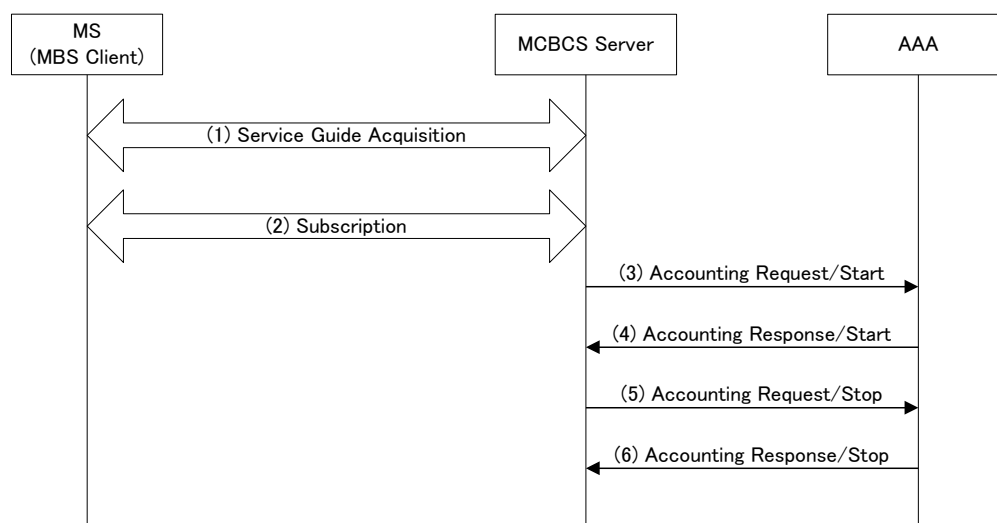 MS
(MBS Client)
MCBCS Server
AAA
(1) Service Guide Acquisition
(2) Subscription
(3) Accounting Request/Start
(4) Accounting Response/Start
(5) Accounting Request/Stop
(6) Accounting Response/Stop